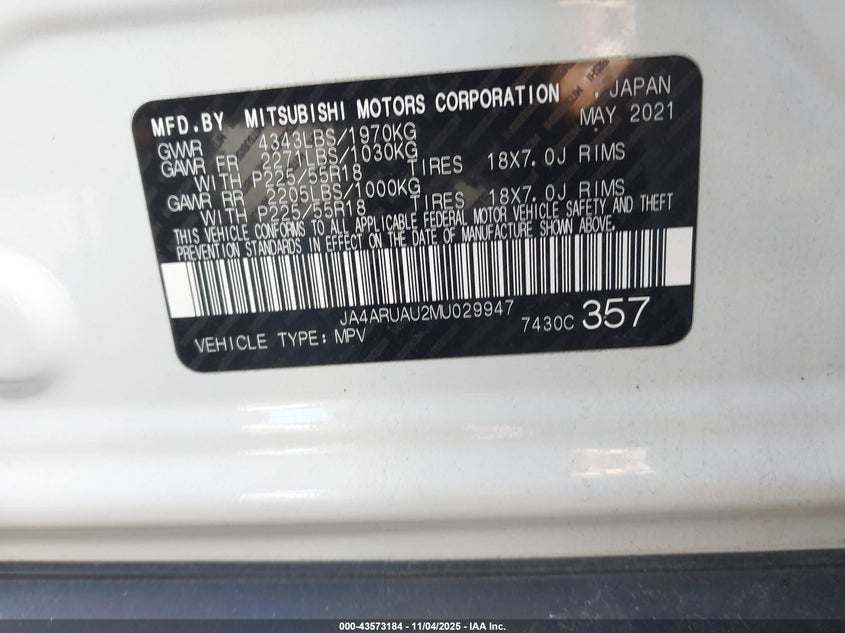 MFD.BY MITSUBISHI MOTORS CORPORATION , JAPAN
MAY 2021
GVWR 4343LBS/1970KG
GAWR FR 2271LBS/1030KG
WITH P225/55R18 TIRES 18X7.0J RIMS
GAWR RR 2205LBS/1000KG
WITH P225/55R18 TIRES 18X7.0J RIMS
THIS VEHICLE CONFORMS TO ALL APPLICABLE FEDERAL MOTOR VEHICLE SAFETY AND THEFT
PREVENTION STANDARDS IN EFFECT ON THE DATE OF MANUFACTURE SHOWN ABOVE.
JA4ARUAU2MU029947
7430C 357
VEHICLE TYPE: MPV
000-43573184 - 11/04/2025 - IAA Inc.